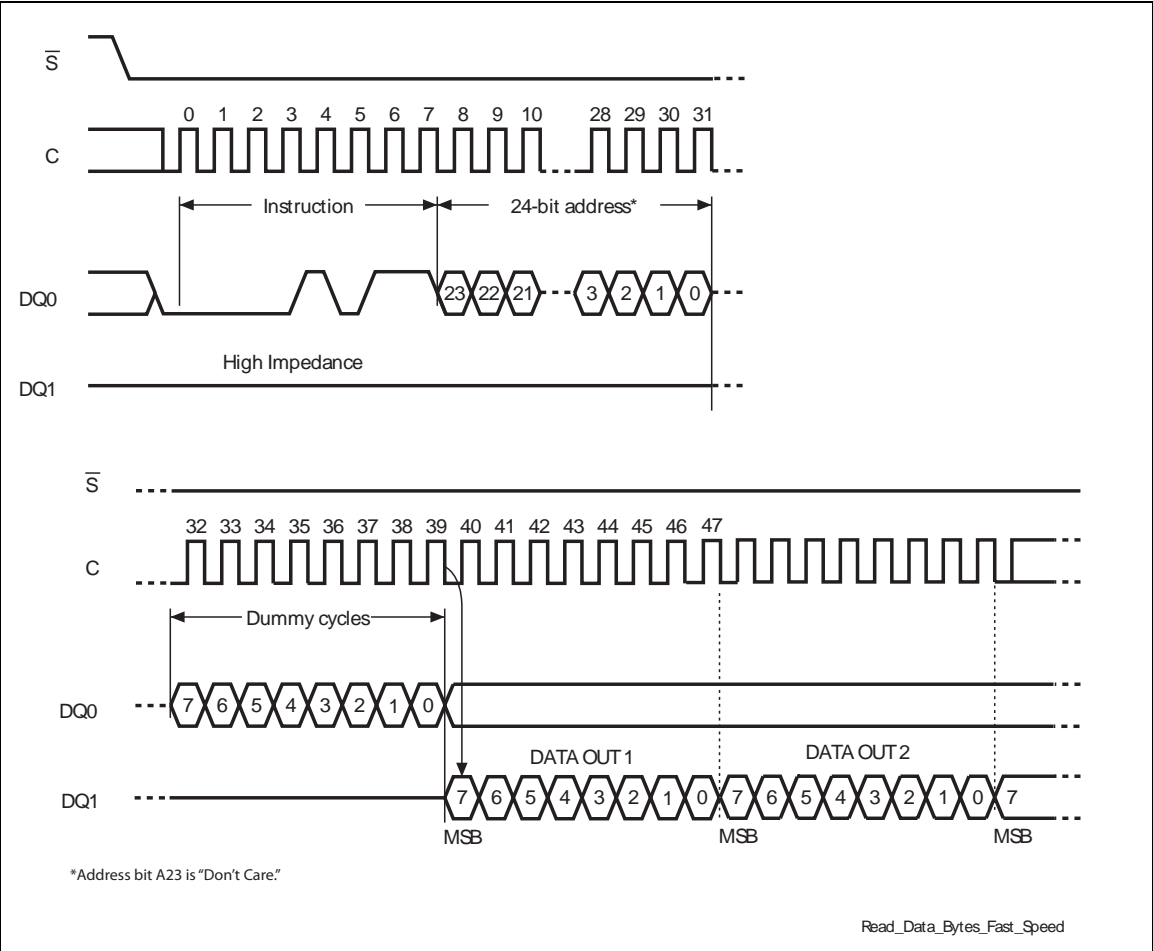 S
0 1 2 3 4 5 6 7 8 9 10 28 29 30 31
C
Instruction 24-bit address*
DQ0 23 22 21 3 2 1 0
High Impedance
DQ1
S
32 33 34 35 36 37 38 39 40 41 42 43 44 45 46 47
C
Dummy cycles
DQ0 7 6 5 4 3 2 1 0
DATA OUT 1 DATA OUT 2
DQ1 7 6 5 4 3 2 1 0 7 6 5 4 3 2 1 0 7
MSB MSB MSB
*Address bit A23 is “Don’t Care.”
Read_Data_Bytes_Fast_Speed